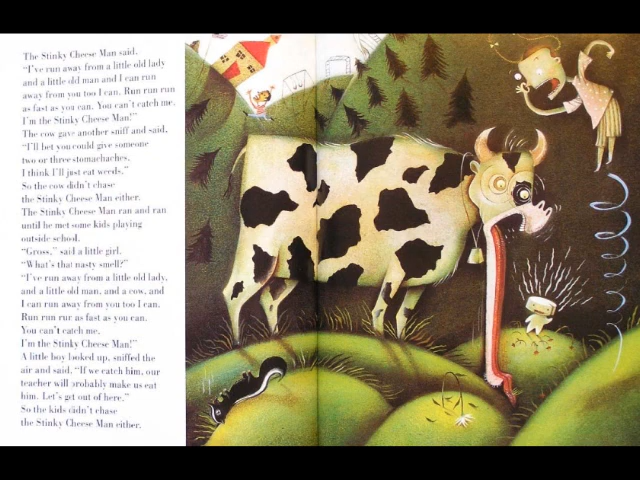 The Stinky Cheese Man said,
"I've run away from a little old lady
and a little old man and I can run
away from you too I can. Run run run
as fast as you can. You can't catch me.
I'm the Stinky Cheese Man!"
The cow gave another sniff and said,
"I'll bet you could give someone
two or three stomachaches.
I think I'll just eat weeds."
So the cow didn't chase
the Stinky Cheese Man either.
The Stinky Cheese Man ran and ran
until he met some kids playing
outside school.
"Gross," said a little girl.
"What's that nasty smell?"
"I've run away from a little old lady,
and a little old man, and a cow, and
I can run away from you too I can.
Run run run as fast as you can.
You can't catch me.
I'm the Stinky Cheese Man!"
A little boy looked up, sniffed the
air and said, "If we catch him, our
teacher will probably make us eat
him. Let's get out of here."
So the kids didn't chase
the Stinky Cheese Man either.